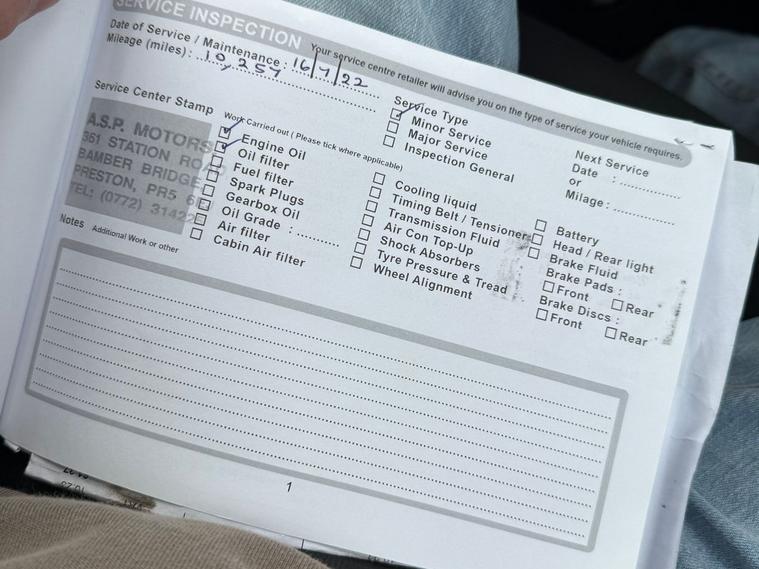 SERVICE INSPECTION Your service centre retailer will advise you on the type of service your vehicle requires.
Date of Service / Maintenance : 16/7/22
Mileage (miles) : 10,257
Service Center Stamp
A.S.P. MOTORS
361 STATION RO
BAMBER BRIDGE
PRESTON, PR5 6
TEL: (0772) 31422
Work Carried out ( Please tick where applicable)
Engine Oil
Oil filter
Fuel filter
Spark Plugs
Gearbox Oil
Oil Grade : ..........
Air filter
Cabin Air filter
Service Type
Minor Service
Major Service
Inspection General
Cooling liquid
Timing Belt / Tensioner
Transmission Fluid
Air Con Top-Up
Shock Absorbers
Tyre Pressure & Tread
Wheel Alignment
Next Service
Date : ..............
or
Milage : ..............
Battery
Head / Rear light
Brake Fluid
Brake Pads :
Front Rear
Brake Discs :
Front Rear
Notes Additional Work or other
1